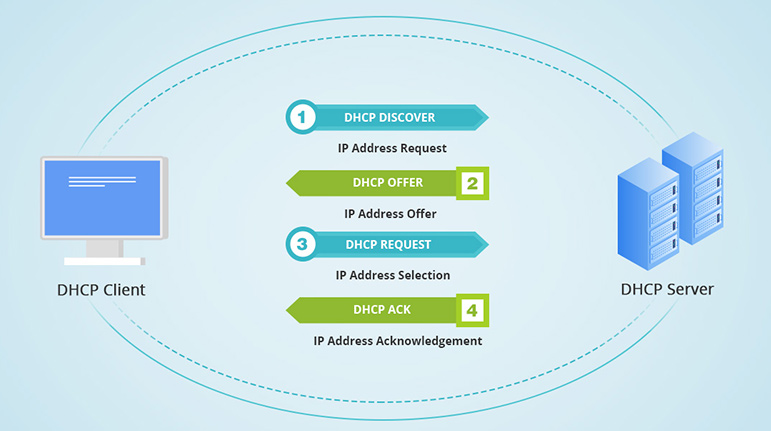 1 DHCP DISCOVER
IP Address Request
DHCP OFFER 2
IP Address Offer
3 DHCP REQUEST
IP Address Selection
DHCP ACK 4
IP Address Acknowledgement
DHCP Client
DHCP Server